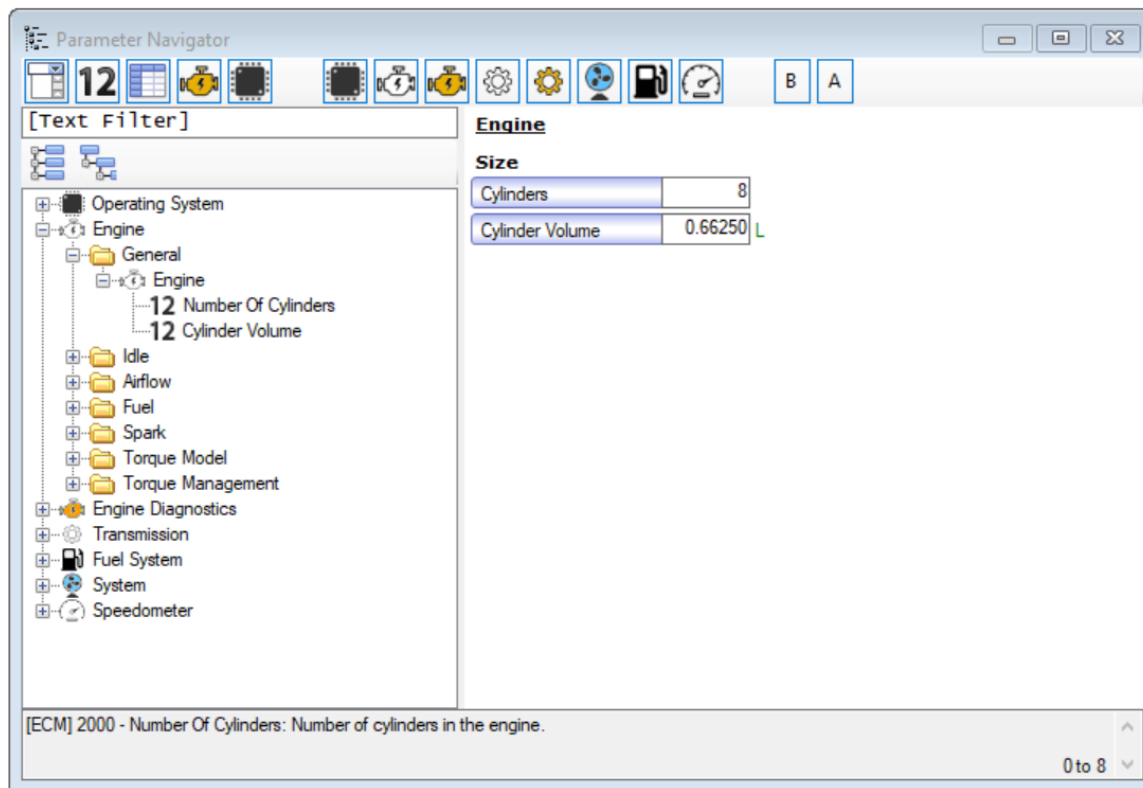 Parameter Navigator
12
B A
[Text Filter]
Operating System
Engine
General
Engine
12 Number Of Cylinders
12 Cylinder Volume
Idle
Airflow
Fuel
Spark
Torque Model
Torque Management
Engine Diagnostics
Transmission
Fuel System
System
Speedometer
Engine
Size
Cylinders 8
Cylinder Volume 0.66250 L
[ECM] 2000 - Number Of Cylinders: Number of cylinders in the engine.
0 to 8